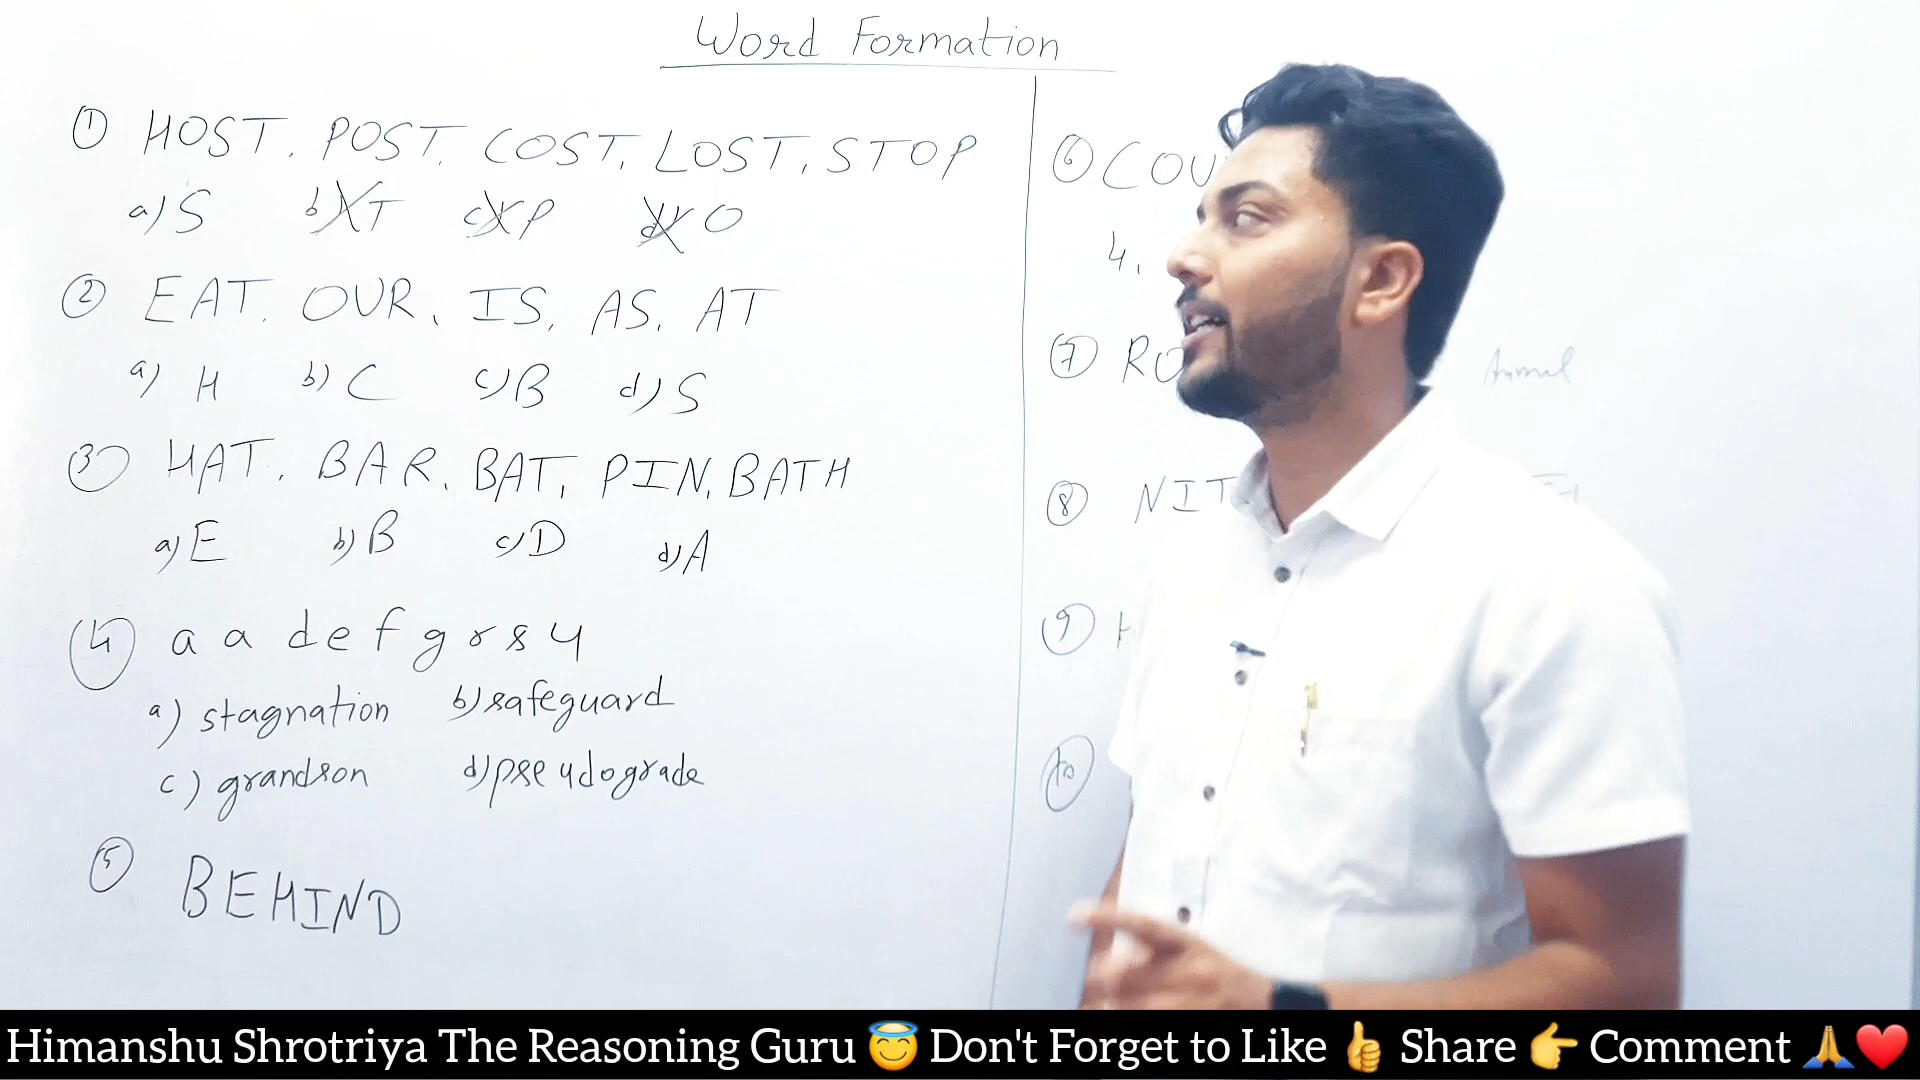 Word Formation
① HOST, POST, COST, LOST, STOP
a) S b) T c) P d) O
② EAT, OUR, IS, AS, AT
a) H b) C c) B d) S
③ HAT, BAR, BAT, PIN, BATH
a) E b) B c) D d) A
④ a a d e f g r s u
a) stagnation b) safeguard
c) grandson d) pseudograde
⑤ BEHIND
⑥ COU
4.
⑦ RO Animal
⑧ NIT
⑨ H
⑩
Himanshu Shrotriya The Reasoning Guru 😇 Don't Forget to Like 👍 Share 👉 Comment 🙏❤️